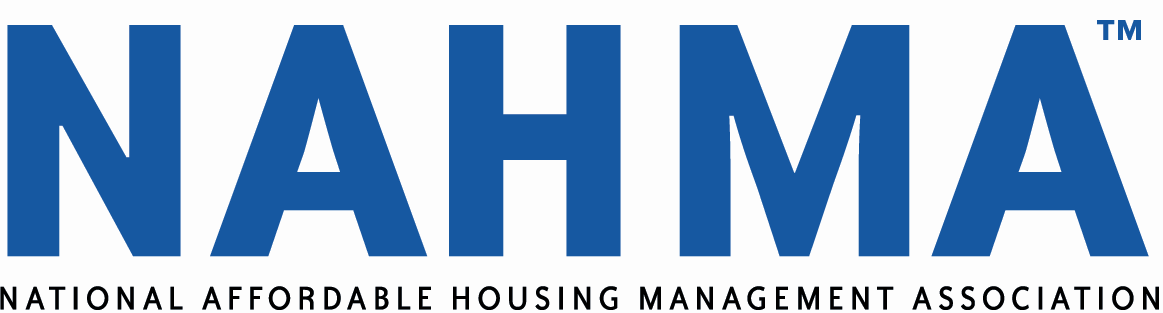 NAHMA™
NATIONAL AFFORDABLE HOUSING MANAGEMENT ASSOCIATION